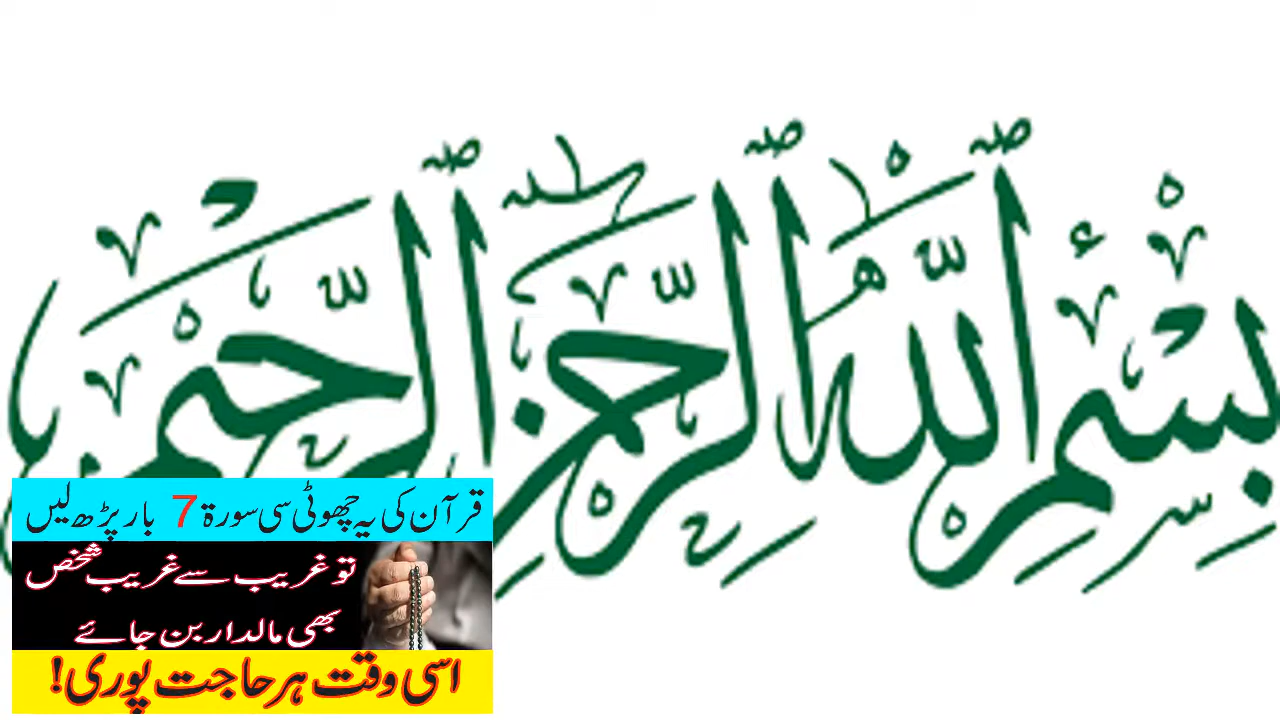 بِسْمِ اللّٰهِ الرَّحْمٰنِ الرَّحِيْمِ
قرآن کی یہ چھوٹی سی سورۃ 7 بار پڑھ لیں
تو غریب سے غریب شخص
بھی مالدار بن جائے
اسی وقت ہر حاجت پوری!